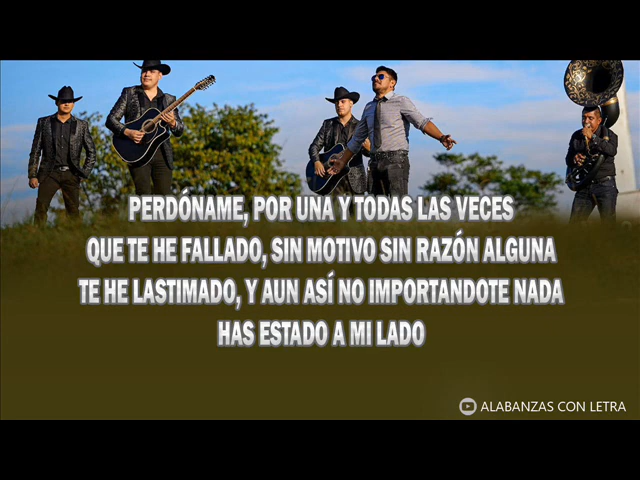 PERDÓNAME, POR UNA Y TODAS LAS VECES
QUE TE HE FALLADO, SIN MOTIVO SIN RAZÓN ALGUNA
TE HE LASTIMADO, Y AUN ASÍ NO IMPORTANDOTE NADA
HAS ESTADO A MI LADO
ALABANZAS CON LETRA